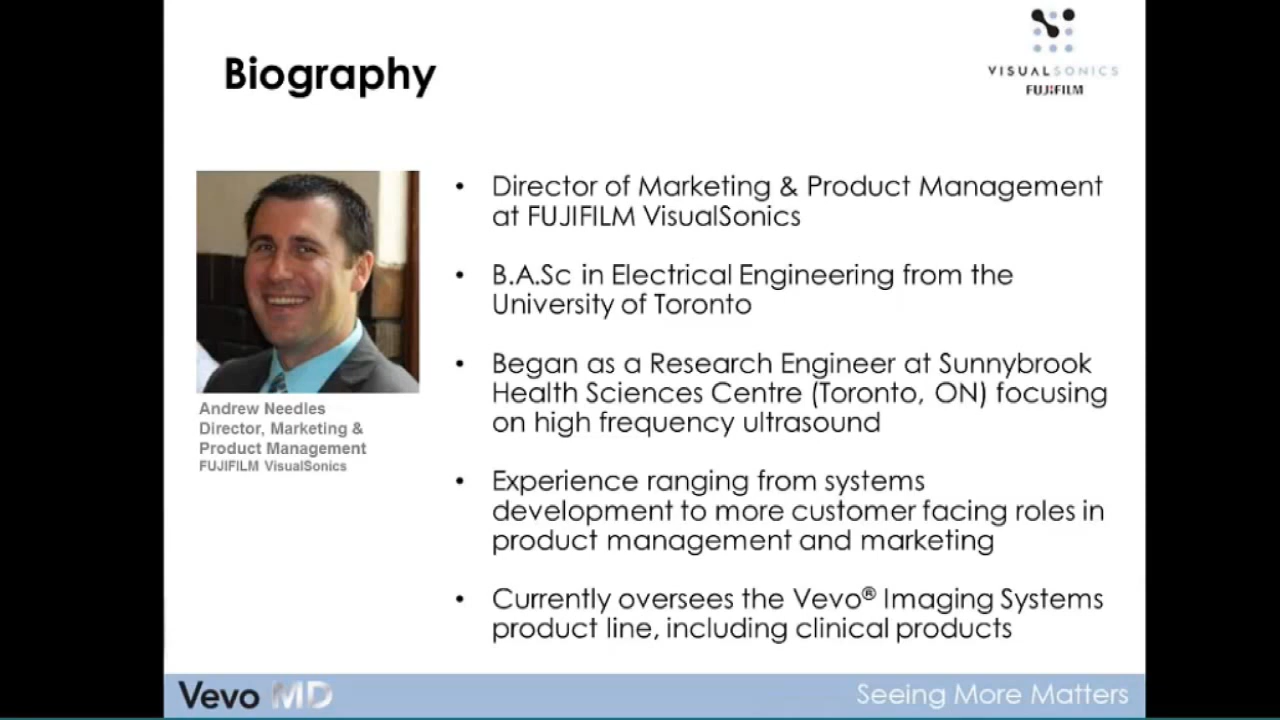 Biography
VISUALSONICS
FUJIFILM
• Director of Marketing & Product Management
at FUJIFILM VisualSonics
• B.A.Sc in Electrical Engineering from the
University of Toronto
• Began as a Research Engineer at Sunnybrook
Health Sciences Centre (Toronto, ON) focusing
on high frequency ultrasound
• Experience ranging from systems
development to more customer facing roles in
product management and marketing
• Currently oversees the Vevo® Imaging Systems
product line, including clinical products
Andrew Needles
Director, Marketing &
Product Management
FUJIFILM VisualSonics
Vevo MD
Seeing More Matters